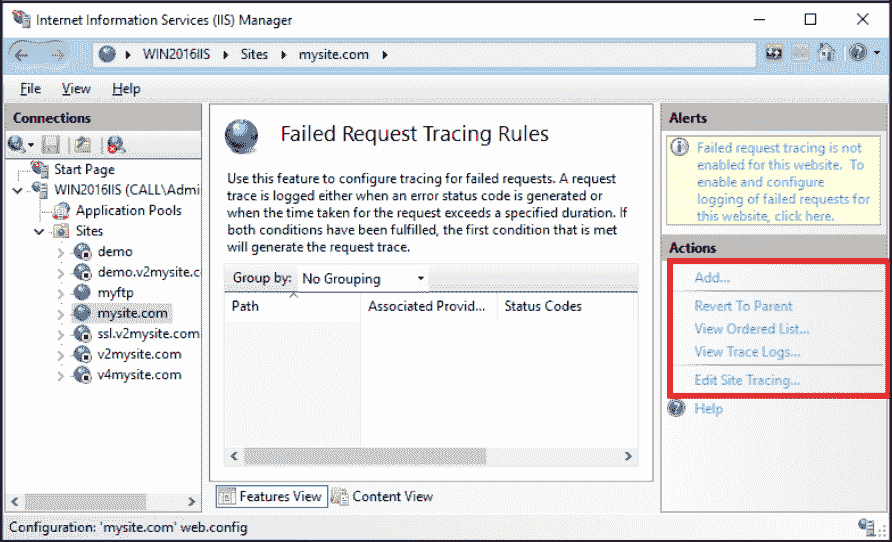 Internet Information Services (IIS) Manager
WIN2016IIS
Sites
mysite.com
File
View
Help
Connections
Start Page
WIN2016IIS (CALL\Admi
Application Pools
Sites
demo
demo.v2mysite.c
myftp
mysite.com
ssl.v2mysite.com
v2mysite.com
v4mysite.com
Failed Request Tracing Rules
Use this feature to configure tracing for failed requests. A request
trace is logged either when an error status code is generated or
when the time taken for the request exceeds a specified duration. If
both conditions have been fulfilled, the first condition that is met
will generate the request trace.
Group by: No Grouping
Path
Associated Provid...
Status Codes
Features View
Content View
Alerts
Failed request tracing is not
enabled for this website. To
enable and configure
logging of failed requests for
this website, click here.
Actions
Add...
Revert To Parent
View Ordered List...
View Trace Logs...
Edit Site Tracing...
Help
Configuration: 'mysite.com' web.config